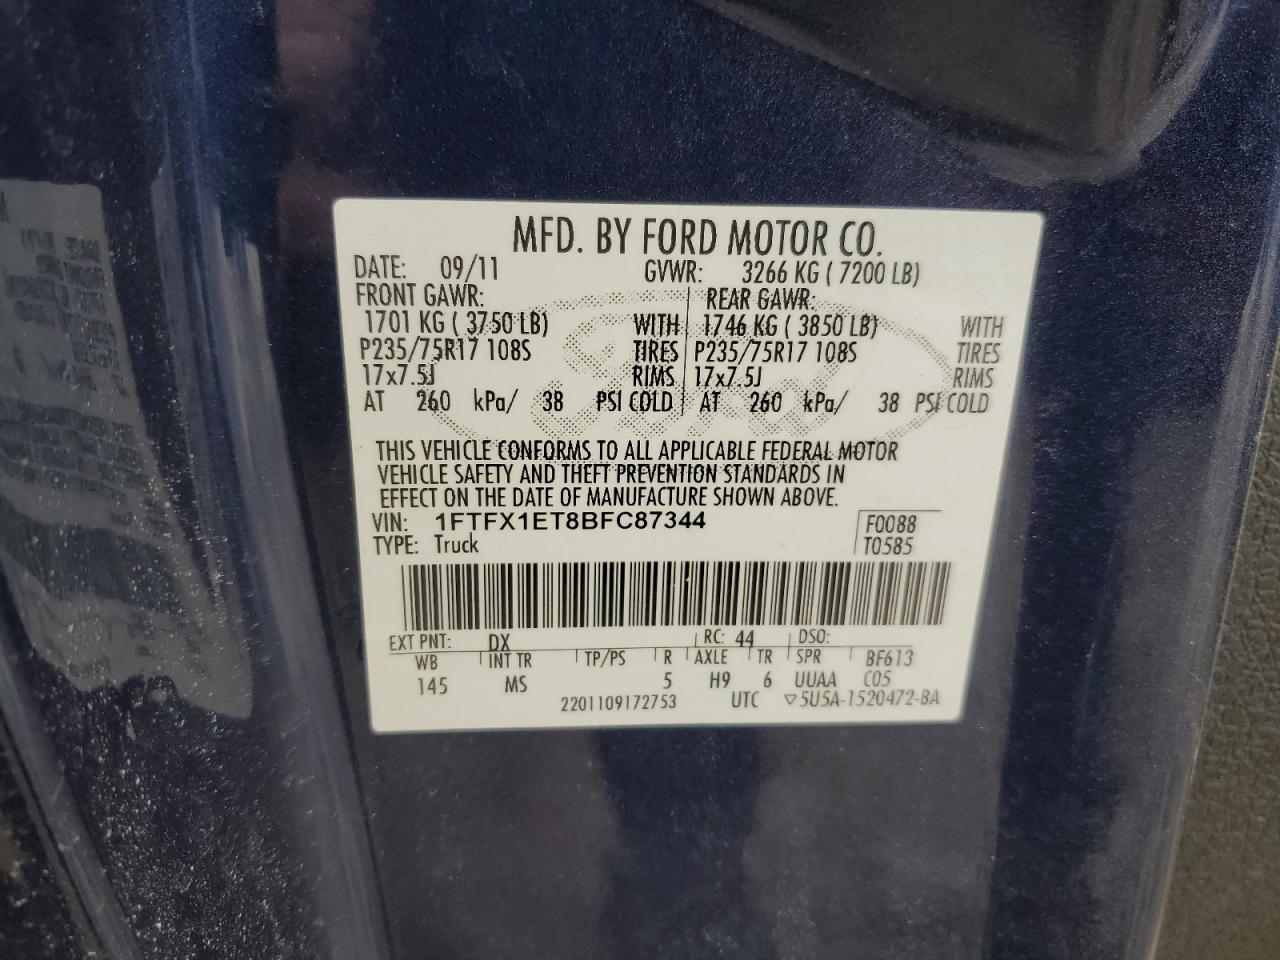 MFD. BY FORD MOTOR CO.
DATE: 09/11 GVWR: 3266 KG ( 7200 LB)
FRONT GAWR: REAR GAWR:
1701 KG ( 3750 LB) WITH 1746 KG ( 3850 LB) WITH
P235/75R17 108S TIRES P235/75R17 108S TIRES
17x7.5J RIMS 17x7.5J RIMS
AT 260 kPa/ 38 PSI COLD AT 260 kPa/ 38 PSI COLD
THIS VEHICLE CONFORMS TO ALL APPLICABLE FEDERAL MOTOR
VEHICLE SAFETY AND THEFT PREVENTION STANDARDS IN
EFFECT ON THE DATE OF MANUFACTURE SHOWN ABOVE.
VIN: 1FTFX1ET8BFC87344 F0088
TYPE: Truck T0585
EXT PNT: DX RC: 44 DSO:
WB INT TR TP/PS R AXLE TR SPR BF613
145 MS 5 H9 6 UUAA C05
2201109172753 UTC ▽5U5A-1520472-BA